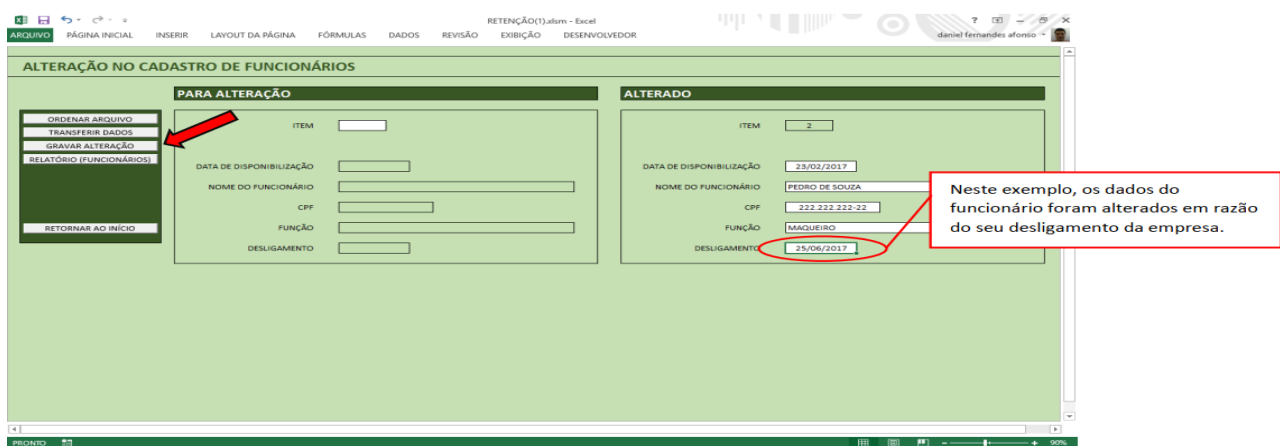 RETENÇÃO(1).xlsm - Excel
ARQUIVO PÁGINA INICIAL INSERIR LAYOUT DA PÁGINA FÓRMULAS DADOS REVISÃO EXIBIÇÃO DESENVOLVEDOR daniel fernandes afonso
ALTERAÇÃO NO CADASTRO DE FUNCIONÁRIOS
PARA ALTERAÇÃO
ALTERADO
ORDENAR ARQUIVO
TRANSFERIR DADOS
GRAVAR ALTERAÇÃO
RELATÓRIO (FUNCIONÁRIOS)
RETORNAR AO INÍCIO
ITEM
DATA DE DISPONIBILIZAÇÃO
NOME DO FUNCIONÁRIO
CPF
FUNÇÃO
DESLIGAMENTO
ITEM 2
DATA DE DISPONIBILIZAÇÃO 23/02/2017
NOME DO FUNCIONÁRIO PEDRO DE SOUZA
CPF 222.222.222-22
FUNÇÃO MAQUEIRO
DESLIGAMENTO 25/06/2017
Neste exemplo, os dados do
funcionário foram alterados em razão
do seu desligamento da empresa.
PRONTO 90%